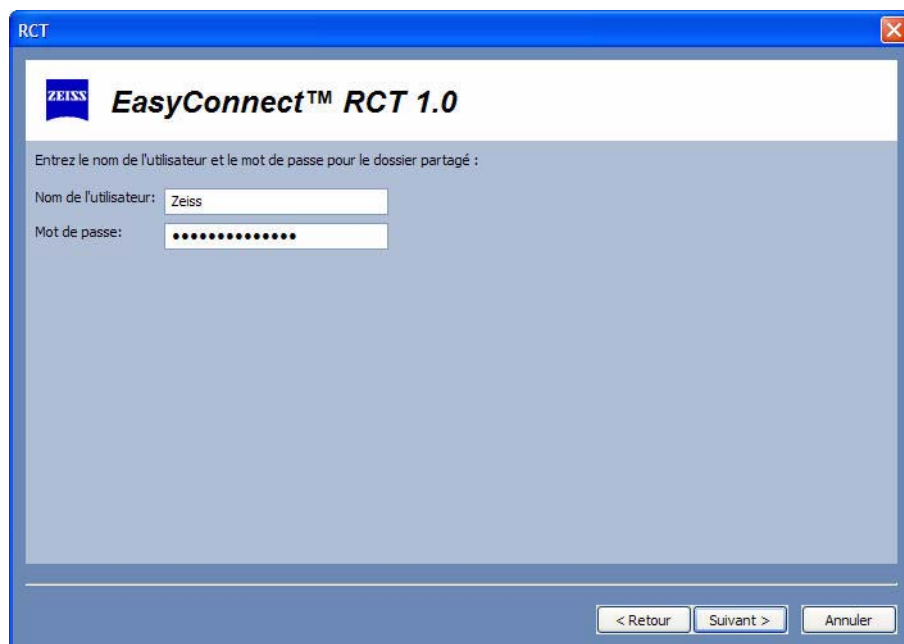 RCT
ZEISS
EasyConnect™ RCT 1.0
Entrez le nom de l'utilisateur et le mot de passe pour le dossier partagé :
Nom de l'utilisateur: Zeiss
Mot de passe: ●●●●●●●●●●●●●●
< Retour Suivant > Annuler